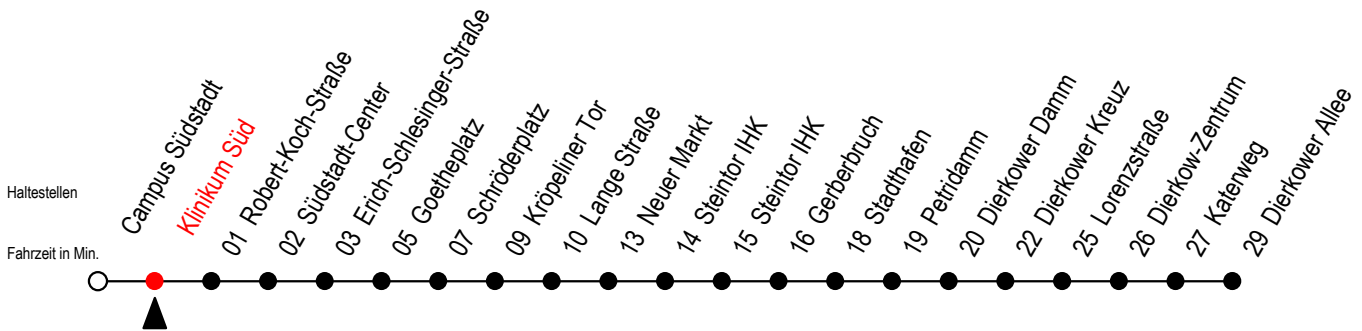 Haltestellen
Fahrzeit in Min.
Campus Südstadt
Klinikum Süd
01 Robert-Koch-Straße
02 Südstadt-Center
03 Erich-Schlesinger-Straße
05 Goetheplatz
07 Schröderplatz
09 Kröpeliner Tor
10 Lange Straße
13 Neuer Markt
14 Steintor IHK
15 Steintor IHK
16 Gerberbruch
18 Stadthafen
19 Petridamm
20 Dierkower Damm
22 Dierkower Kreuz
25 Lorenzstraße
26 Dierkow-Zentrum
27 Katerweg
29 Dierkower Allee